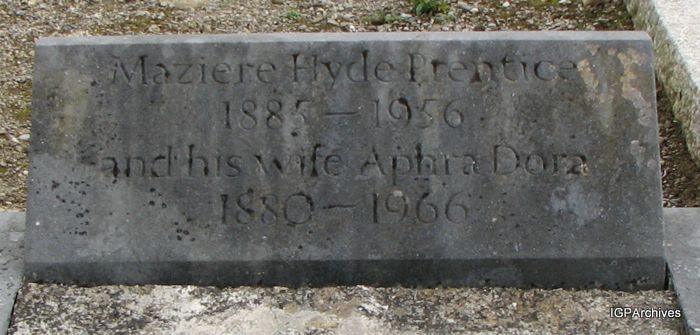 Maziere Hyde Prentice
1885 – 1956
and his wife Aphra Dora
1880 – 1966
IGPArchives